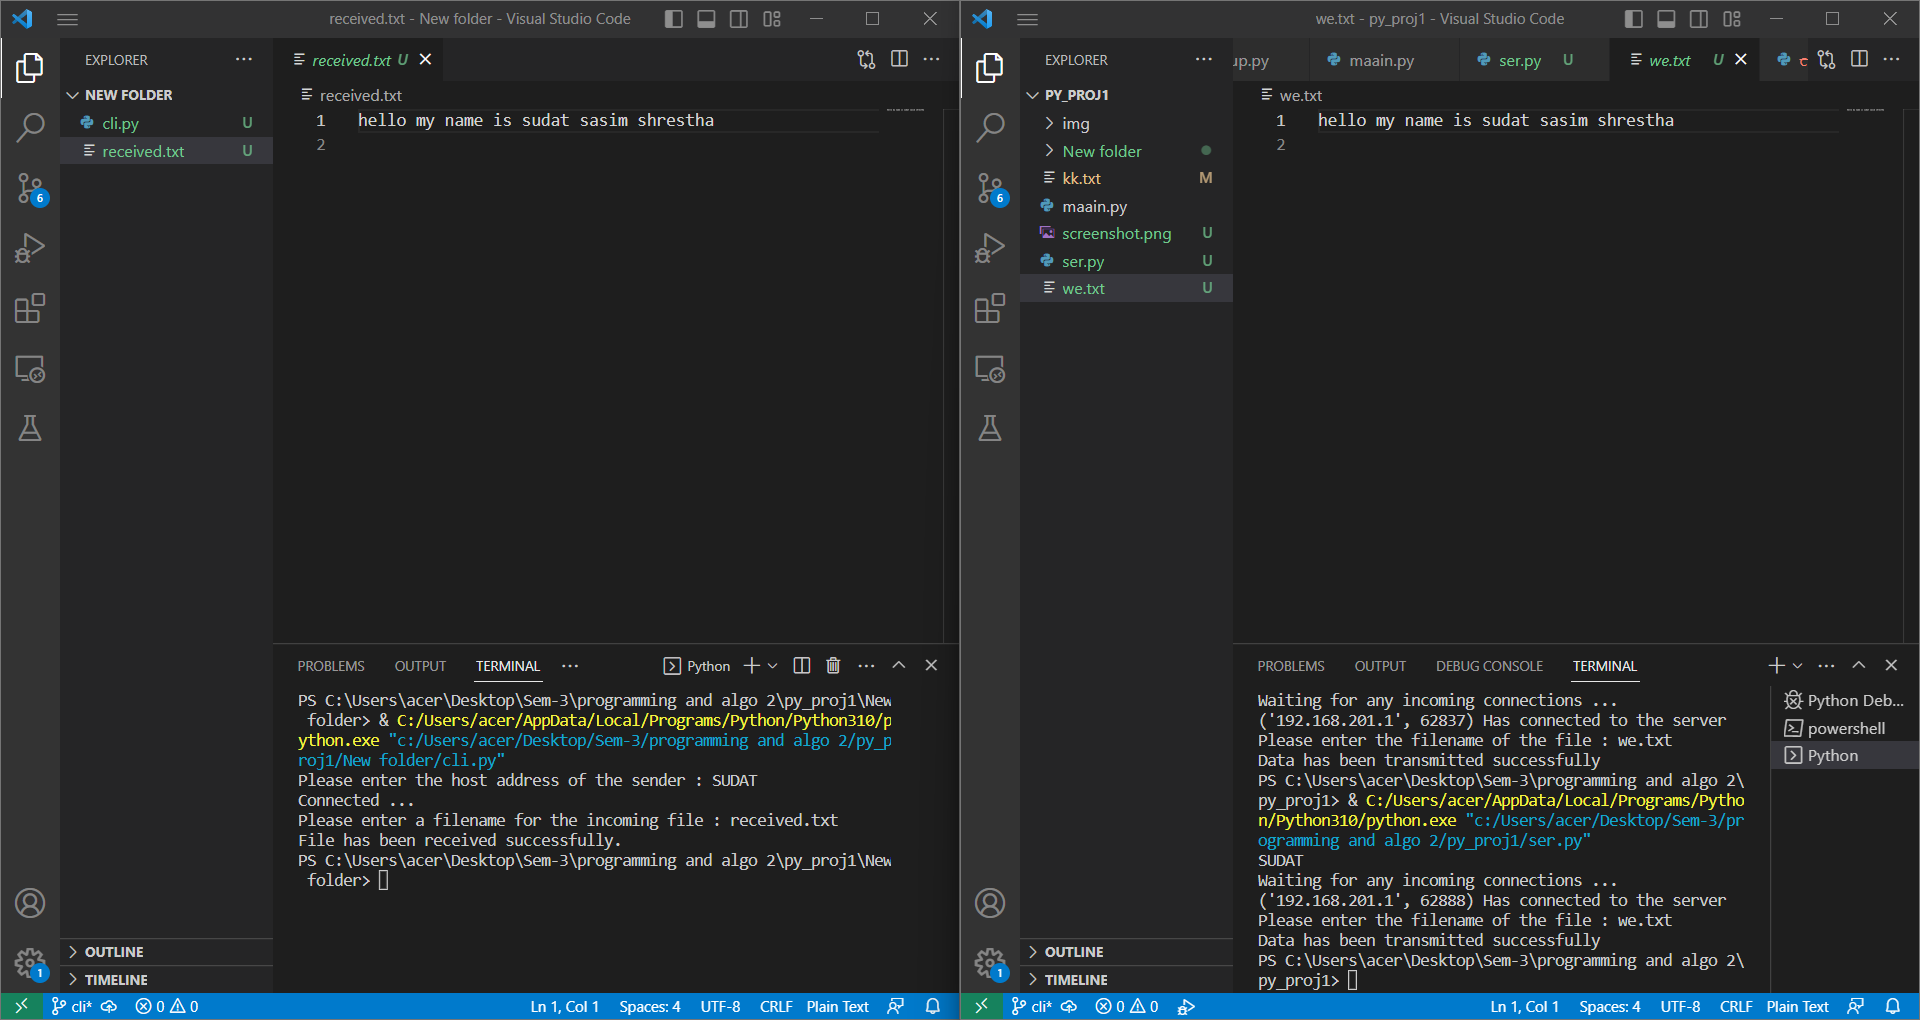 received.txt - New folder - Visual Studio Code
EXPLORER
NEW FOLDER
cli.py U
received.txt U
6
1
OUTLINE
TIMELINE
received.txt U
received.txt
1 hello my name is sudat sasim shrestha
2
PROBLEMS OUTPUT TERMINAL Python
PS C:\Users\acer\Desktop\Sem-3\programming and algo 2\py_proj1\New
folder> & C:/Users/acer/AppData/Local/Programs/Python/Python310/p
ython.exe "c:/Users/acer/Desktop/Sem-3/programming and algo 2/py_p
roj1/New folder/cli.py"
Please enter the host address of the sender : SUDAT
Connected ...
Please enter a filename for the incoming file : received.txt
File has been received successfully.
PS C:\Users\acer\Desktop\Sem-3\programming and algo 2\py_proj1\New
folder>
cli* 0 0 Ln 1, Col 1 Spaces: 4 UTF-8 CRLF Plain Text
we.txt - py_proj1 - Visual Studio Code
EXPLORER
PY_PROJ1
img
New folder
kk.txt M
maain.py
screenshot.png U
ser.py U
we.txt U
6
1
OUTLINE
TIMELINE
up.py maain.py ser.py U we.txt U c
we.txt
1 hello my name is sudat sasim shrestha
2
PROBLEMS OUTPUT DEBUG CONSOLE TERMINAL
Waiting for any incoming connections ...
('192.168.201.1', 62837) Has connected to the server
Please enter the filename of the file : we.txt
Data has been transmitted successfully
PS C:\Users\acer\Desktop\Sem-3\programming and algo 2\
py_proj1> & C:/Users/acer/AppData/Local/Programs/Pytho
n/Python310/python.exe "c:/Users/acer/Desktop/Sem-3/pr
ogramming and algo 2/py_proj1/ser.py"
SUDAT
Waiting for any incoming connections ...
('192.168.201.1', 62888) Has connected to the server
Please enter the filename of the file : we.txt
Data has been transmitted successfully
PS C:\Users\acer\Desktop\Sem-3\programming and algo 2\
py_proj1>
Python Deb...
powershell
Python
cli* 0 0 Ln 1, Col 1 Spaces: 4 UTF-8 CRLF Plain Text